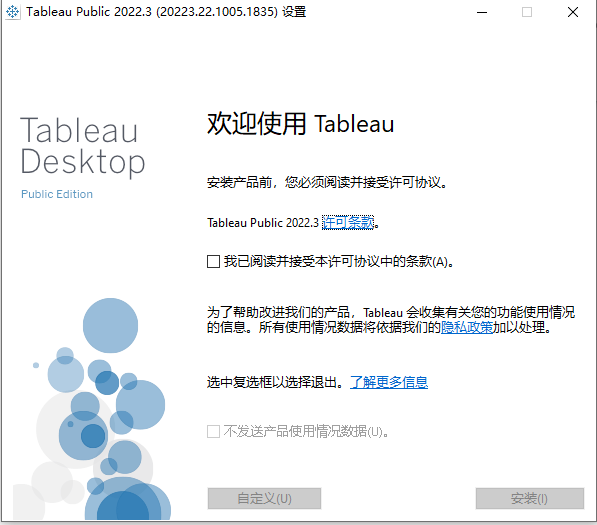 Tableau Public 2022.3 (20223.22.1005.1835) 设置
Tableau
Desktop
Public Edition
欢迎使用 Tableau
安装产品前，您必须阅读并接受许可协议。
Tableau Public 2022.3 许可条款。
我已阅读并接受本许可协议中的条款(A)。
为了帮助改进我们的产品，Tableau 会收集有关您的功能使用情况
的信息。所有使用情况数据将依据我们的隐私政策加以处理。
选中复选框以选择退出。了解更多信息
不发送产品使用情况数据(U)。
自定义(U)
安装(I)